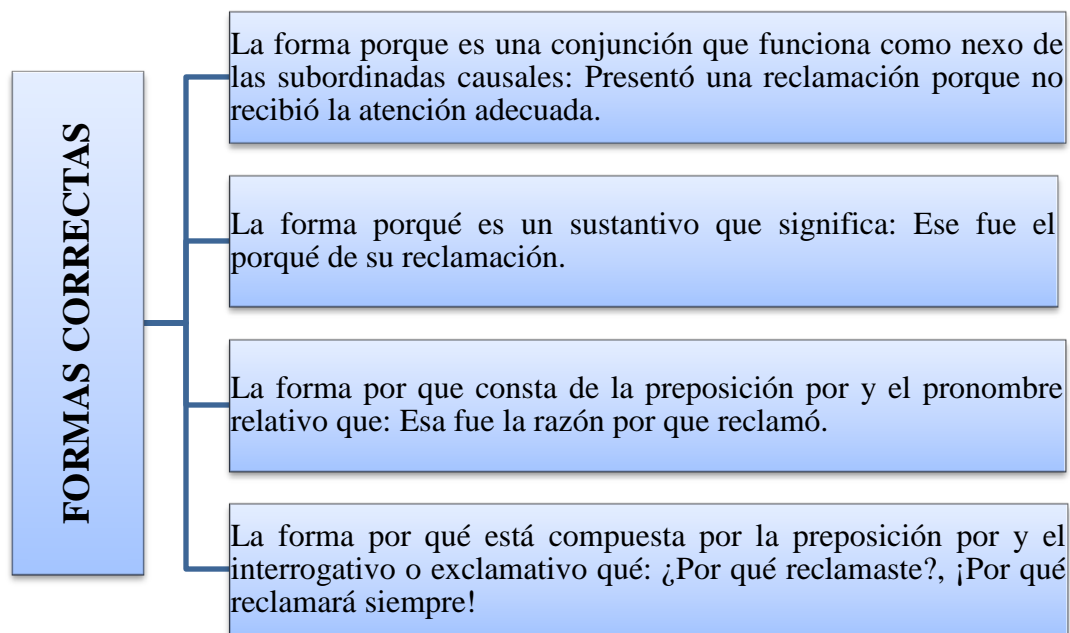 FORMAS CORRECTAS
La forma porque es una conjunción que funciona como nexo de
las subordinadas causales: Presentó una reclamación porque no
recibió la atención adecuada.
La forma porqué es un sustantivo que significa: Ese fue el
porqué de su reclamación.
La forma por que consta de la preposición por y el pronombre
relativo que: Esa fue la razón por que reclamó.
La forma por qué está compuesta por la preposición por y el
interrogativo o exclamativo qué: ¿Por qué reclamaste?, ¡Por qué
reclamará siempre!